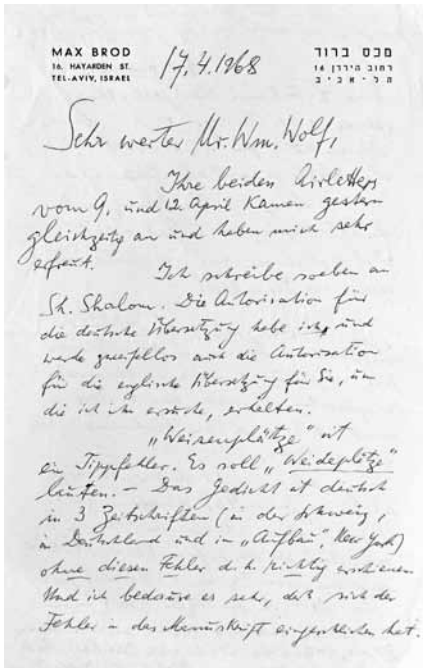 MAX BROD
16. HAYARDEN ST.
TEL-AVIV, ISRAEL
17.4.1968
מכס ברוד
רחוב הירדן 16
תל-אביב
Sehr werter Mr. Wm. Wolf,
Ihre beiden Airletters
vom 9. und 12. April kamen gestern
gleichzeitig an und haben mich sehr
erfreut.
Ich schreibe soeben an
Sh. Shalom. Die Autorisation für
die deutsche Übersetzung habe ich, und
werde zweifellos auch die Autorisation
für die englische Übersetzung für Sie, um
die ich ihn ersuche, erhalten.
„Weisenplätze" ist
ein Tippfehler. Es soll „Weideplätze"
lauten. – Das Gedicht ist deutsch
in 3 Zeitschriften (in der Schweiz,
in Deutschland und in „Aufbau", New York)
ohne diesen Fehler d.h. richtig erschienen
Und ich bedaure es sehr, daß sich der
Fehler in das Manuskript eingeschlichen hat.